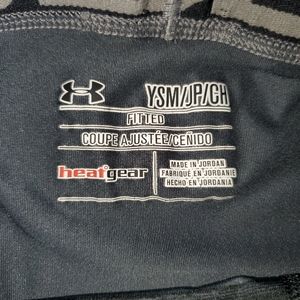 YSM/JP/CH
FITTED
COUPE AJUSTÉE/CEÑIDO
heatgear
MADE IN JORDAN
FABRIQUÉ EN JORDANIE
HECHO EN JORDANIA